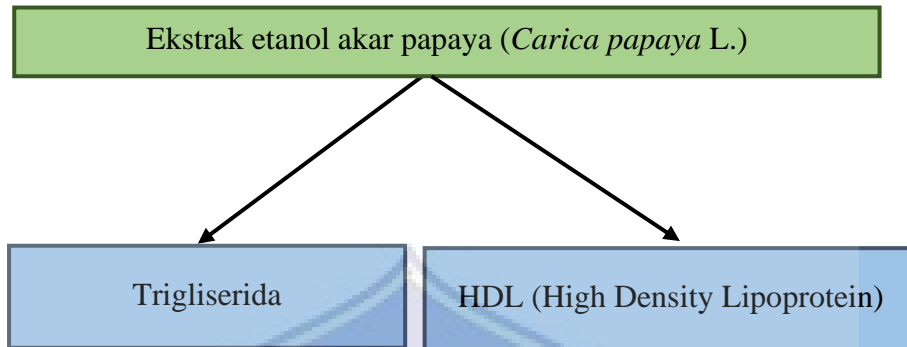 Ekstrak etanol akar papaya (Carica papaya L.)
Trigliserida
HDL (High Density Lipoprotein)